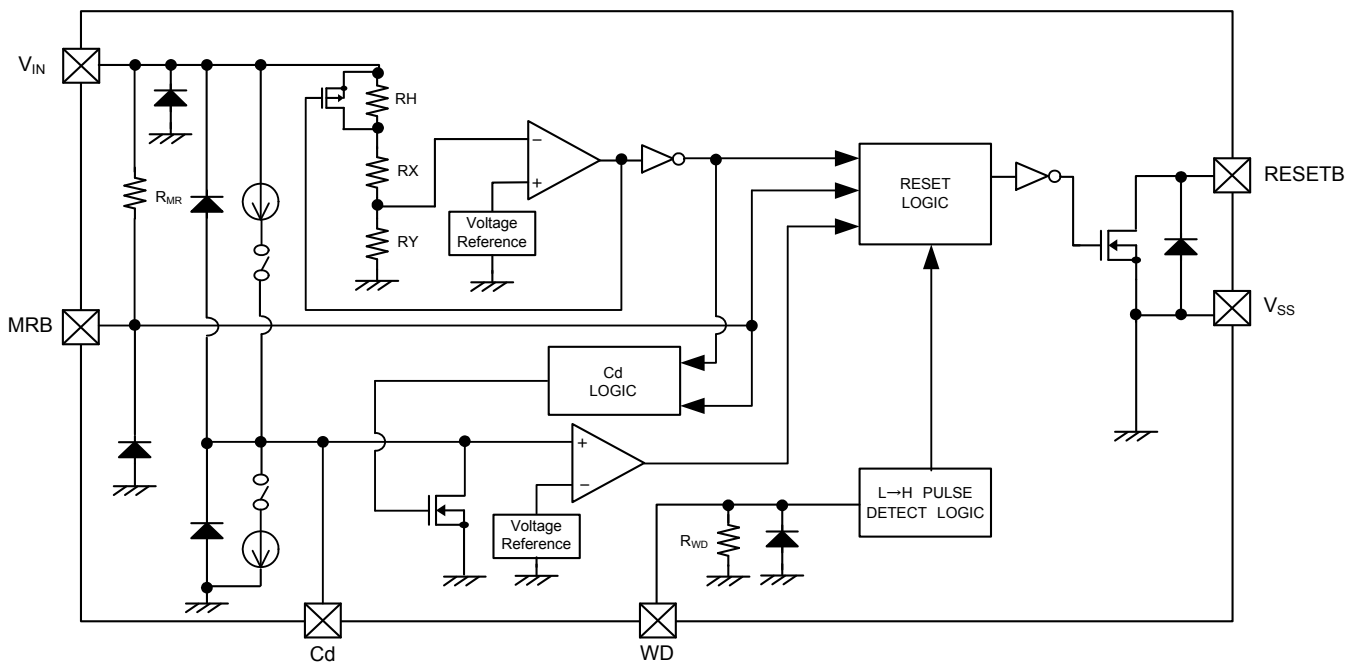 VIN
RH
RX
RMR
RY
−
+
Voltage
Reference
RESET
LOGIC
RESETB
MRB
VSS
Cd
LOGIC
+
−
Voltage
Reference
L→H PULSE
DETECT LOGIC
RWD
Cd
WD